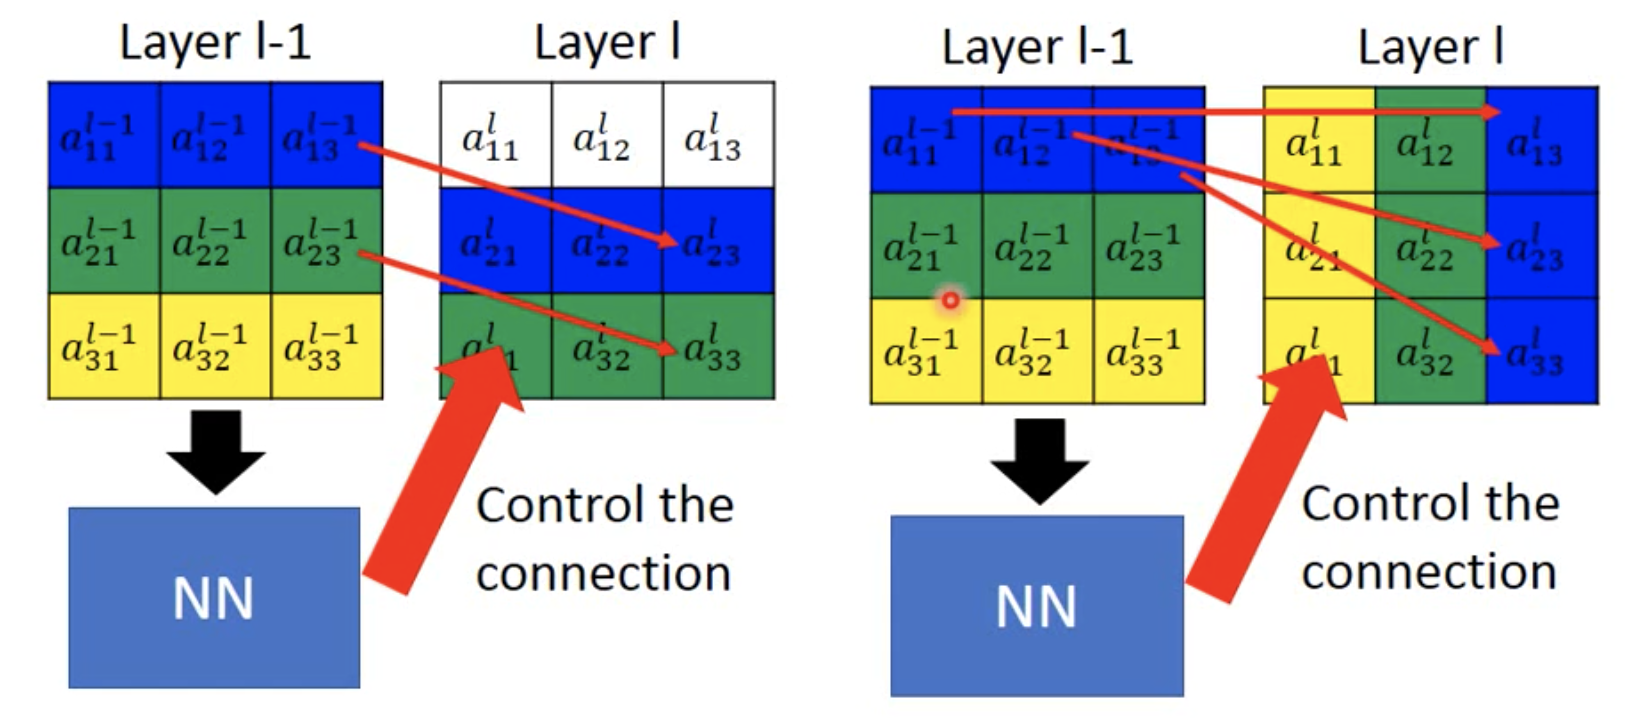 Layer l-1
Layer l
a_{11}^{l-1} a_{12}^{l-1} a_{13}^{l-1}
a_{21}^{l-1} a_{22}^{l-1} a_{23}^{l-1}
a_{31}^{l-1} a_{32}^{l-1} a_{33}^{l-1}
a_{11}^{l} a_{12}^{l} a_{13}^{l}
a_{21}^{l} a_{22}^{l} a_{23}^{l}
a_{32}^{l} a_{33}^{l}
NN
Control the
connection
Layer l-1
Layer l
a_{11}^{l-1} a_{12}^{l-1} a_{13}^{l-1}
a_{21}^{l-1} a_{22}^{l-1} a_{23}^{l-1}
a_{31}^{l-1} a_{32}^{l-1} a_{33}^{l-1}
a_{11}^{l} a_{12}^{l} a_{13}^{l}
a_{21}^{l} a_{22}^{l} a_{23}^{l}
a_{32}^{l} a_{33}^{l}
NN
Control the
connection